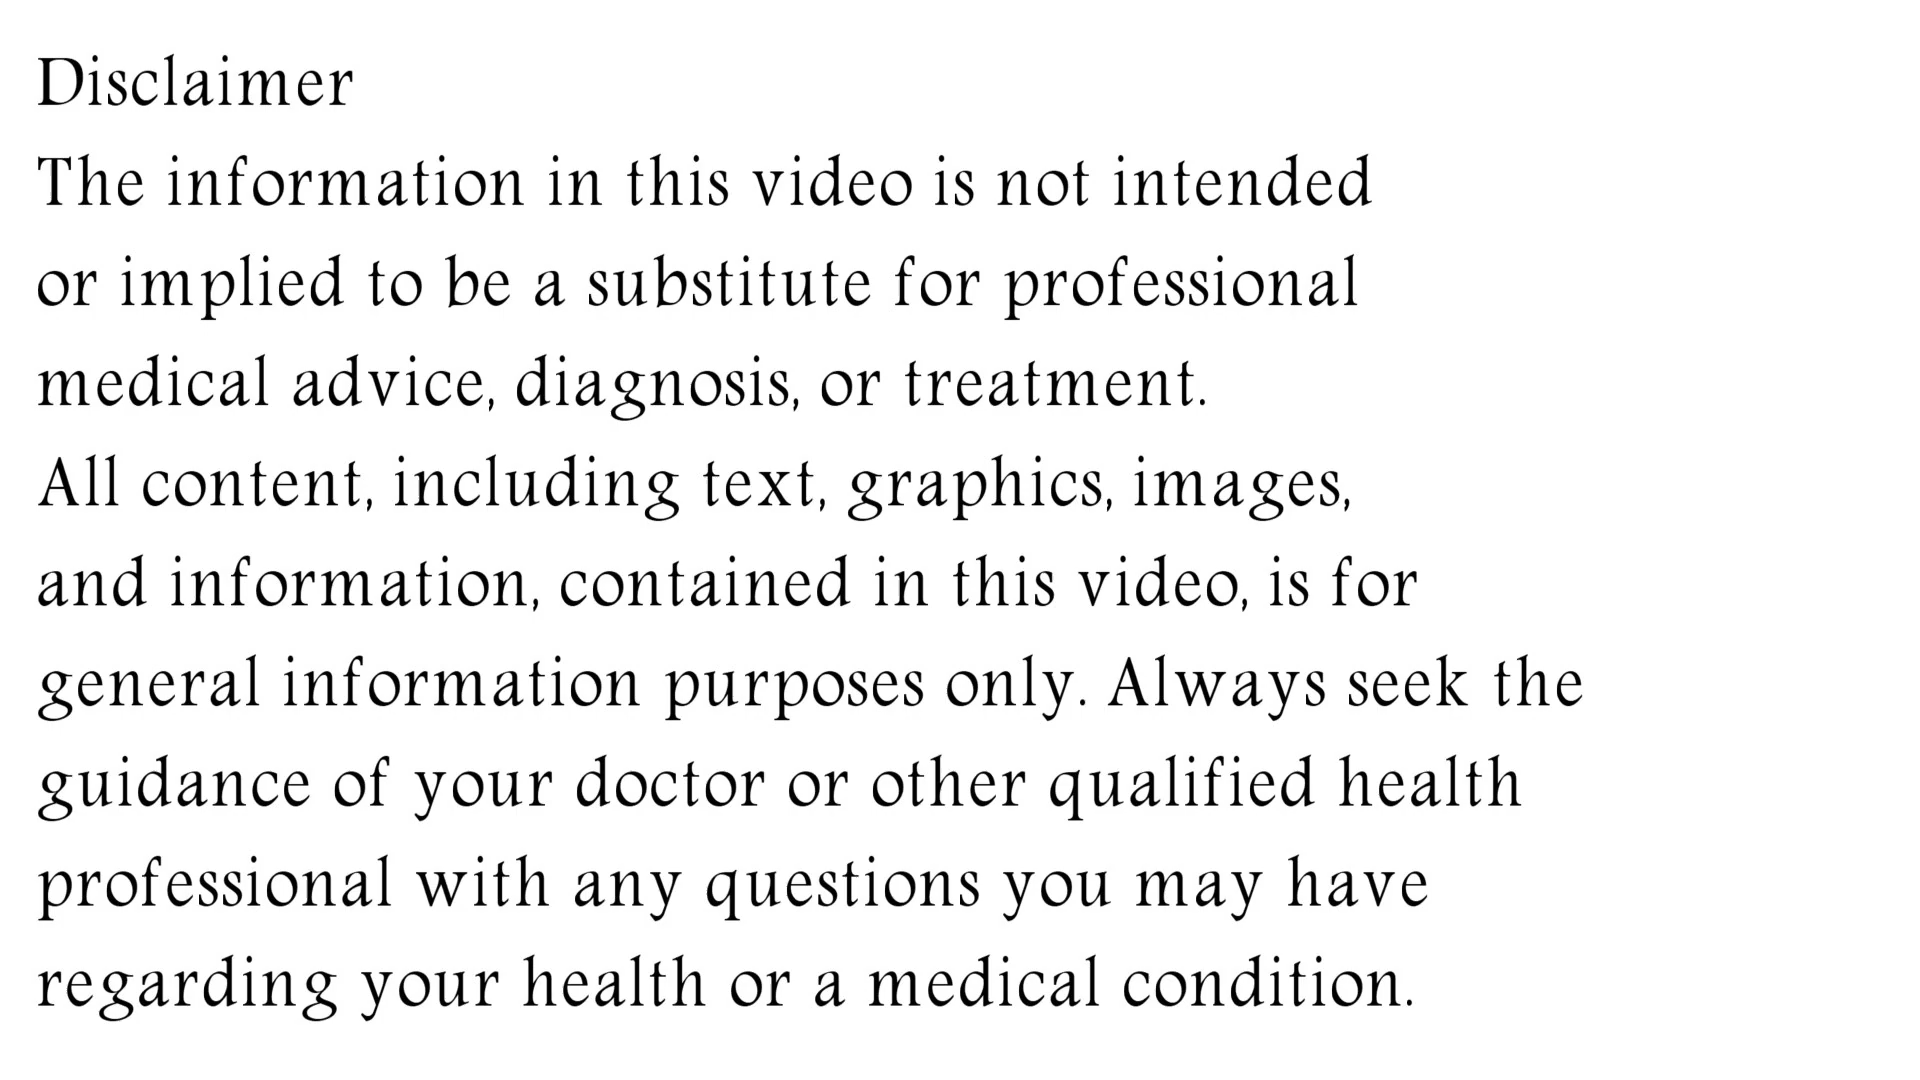 Disclaimer
The information in this video is not intended
or implied to be a substitute for professional
medical advice, diagnosis, or treatment.
All content, including text, graphics, images,
and information, contained in this video, is for
general information purposes only. Always seek the
guidance of your doctor or other qualified health
professional with any questions you may have
regarding your health or a medical condition.